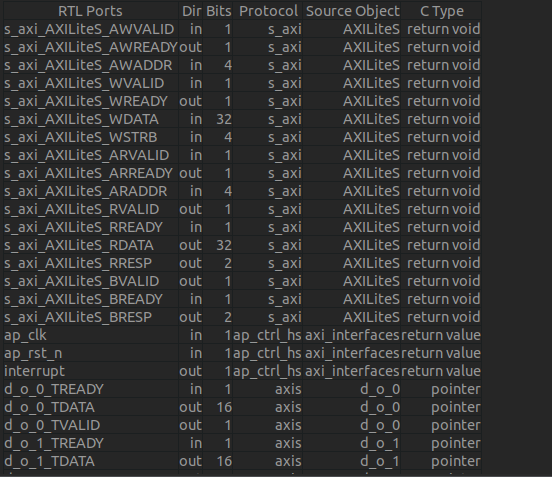 RTL Ports Dir Bits Protocol Source Object C Type
s_axi_AXILiteS_AWVALID in 1 s_axi AXILiteS return void
s_axi_AXILiteS_AWREADY out 1 s_axi AXILiteS return void
s_axi_AXILiteS_AWADDR in 4 s_axi AXILiteS return void
s_axi_AXILiteS_WVALID in 1 s_axi AXILiteS return void
s_axi_AXILiteS_WREADY out 1 s_axi AXILiteS return void
s_axi_AXILiteS_WDATA in 32 s_axi AXILiteS return void
s_axi_AXILiteS_WSTRB in 4 s_axi AXILiteS return void
s_axi_AXILiteS_ARVALID in 1 s_axi AXILiteS return void
s_axi_AXILiteS_ARREADY out 1 s_axi AXILiteS return void
s_axi_AXILiteS_ARADDR in 4 s_axi AXILiteS return void
s_axi_AXILiteS_RVALID out 1 s_axi AXILiteS return void
s_axi_AXILiteS_RREADY in 1 s_axi AXILiteS return void
s_axi_AXILiteS_RDATA out 32 s_axi AXILiteS return void
s_axi_AXILiteS_RRESP out 2 s_axi AXILiteS return void
s_axi_AXILiteS_BVALID out 1 s_axi AXILiteS return void
s_axi_AXILiteS_BREADY in 1 s_axi AXILiteS return void
s_axi_AXILiteS_BRESP out 2 s_axi AXILiteS return void
ap_clk in 1 ap_ctrl_hs axi_interfaces return value
ap_rst_n in 1 ap_ctrl_hs axi_interfaces return value
interrupt out 1 ap_ctrl_hs axi_interfaces return value
d_o_0_TREADY in 1 axis d_o_0 pointer
d_o_0_TDATA out 16 axis d_o_0 pointer
d_o_0_TVALID out 1 axis d_o_0 pointer
d_o_1_TREADY in 1 axis d_o_1 pointer
d_o_1_TDATA out 16 axis d_o_1 pointer